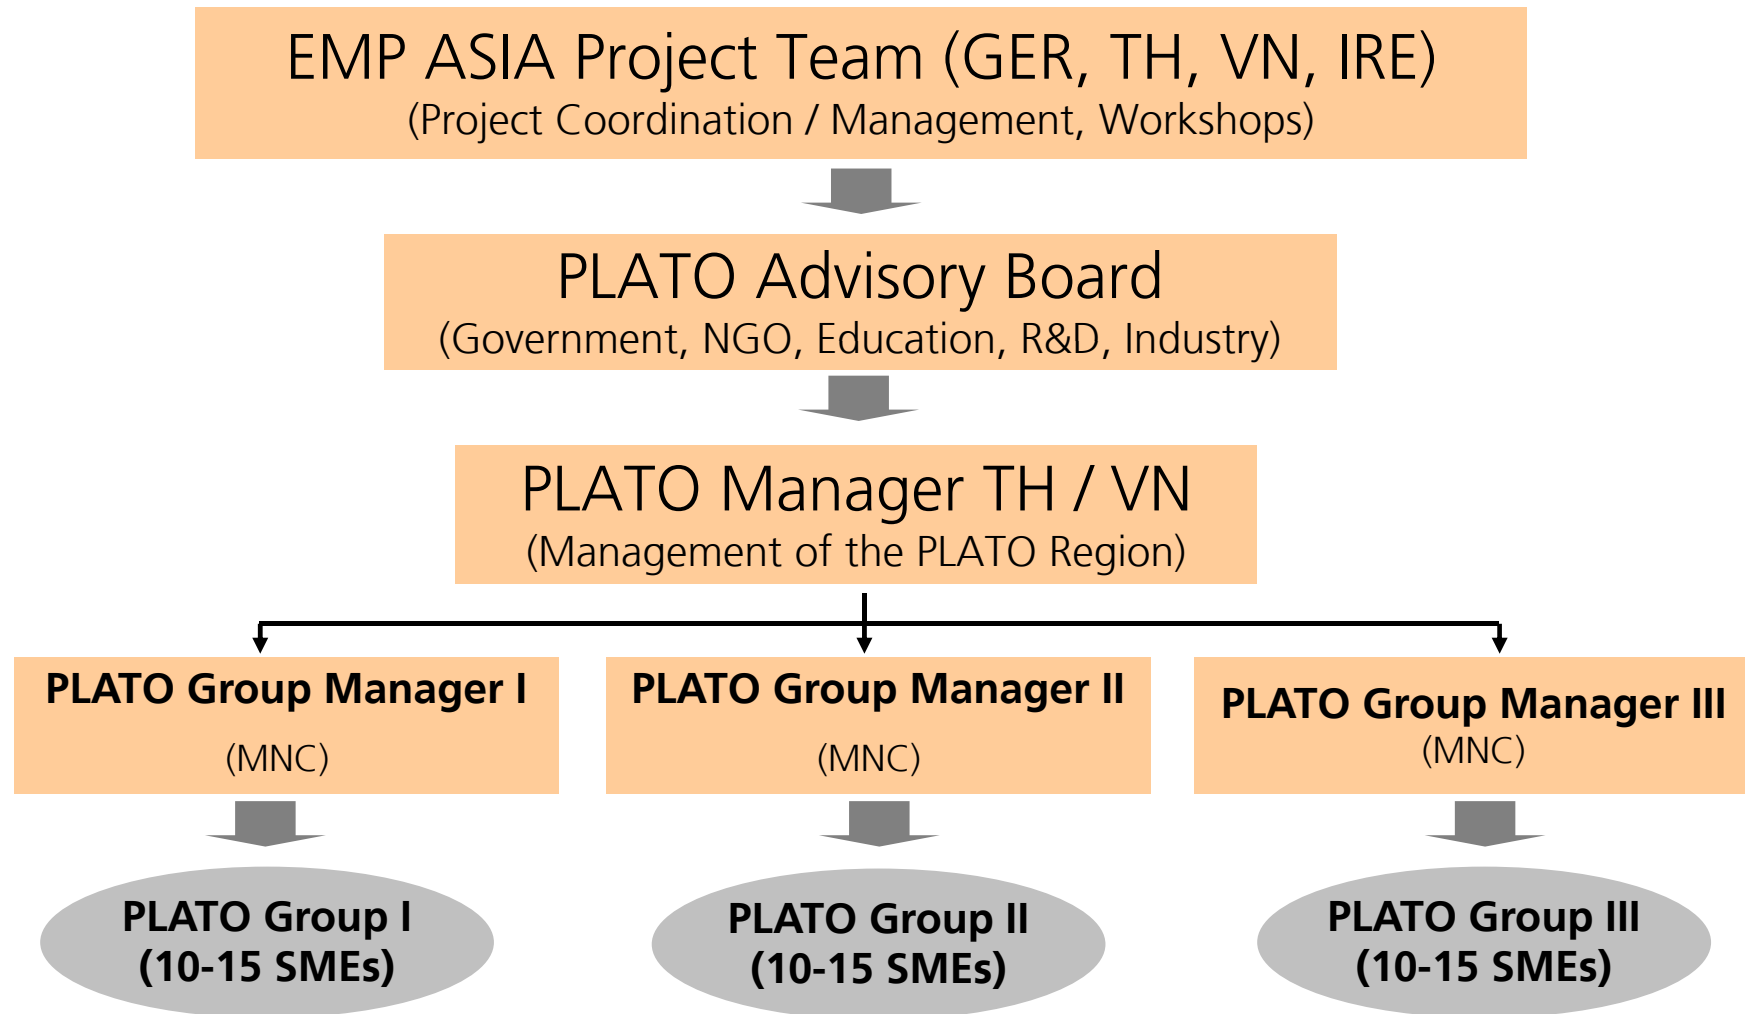 EMP ASIA Project Team (GER, TH, VN, IRE)
(Project Coordination / Management, Workshops)
PLATO Advisory Board
(Government, NGO, Education, R&D, Industry)
PLATO Manager TH / VN
(Management of the PLATO Region)
PLATO Group Manager I
(MNC)
PLATO Group Manager II
(MNC)
PLATO Group Manager III
(MNC)
PLATO Group I
(10-15 SMEs)
PLATO Group II
(10-15 SMEs)
PLATO Group III
(10-15 SMEs)